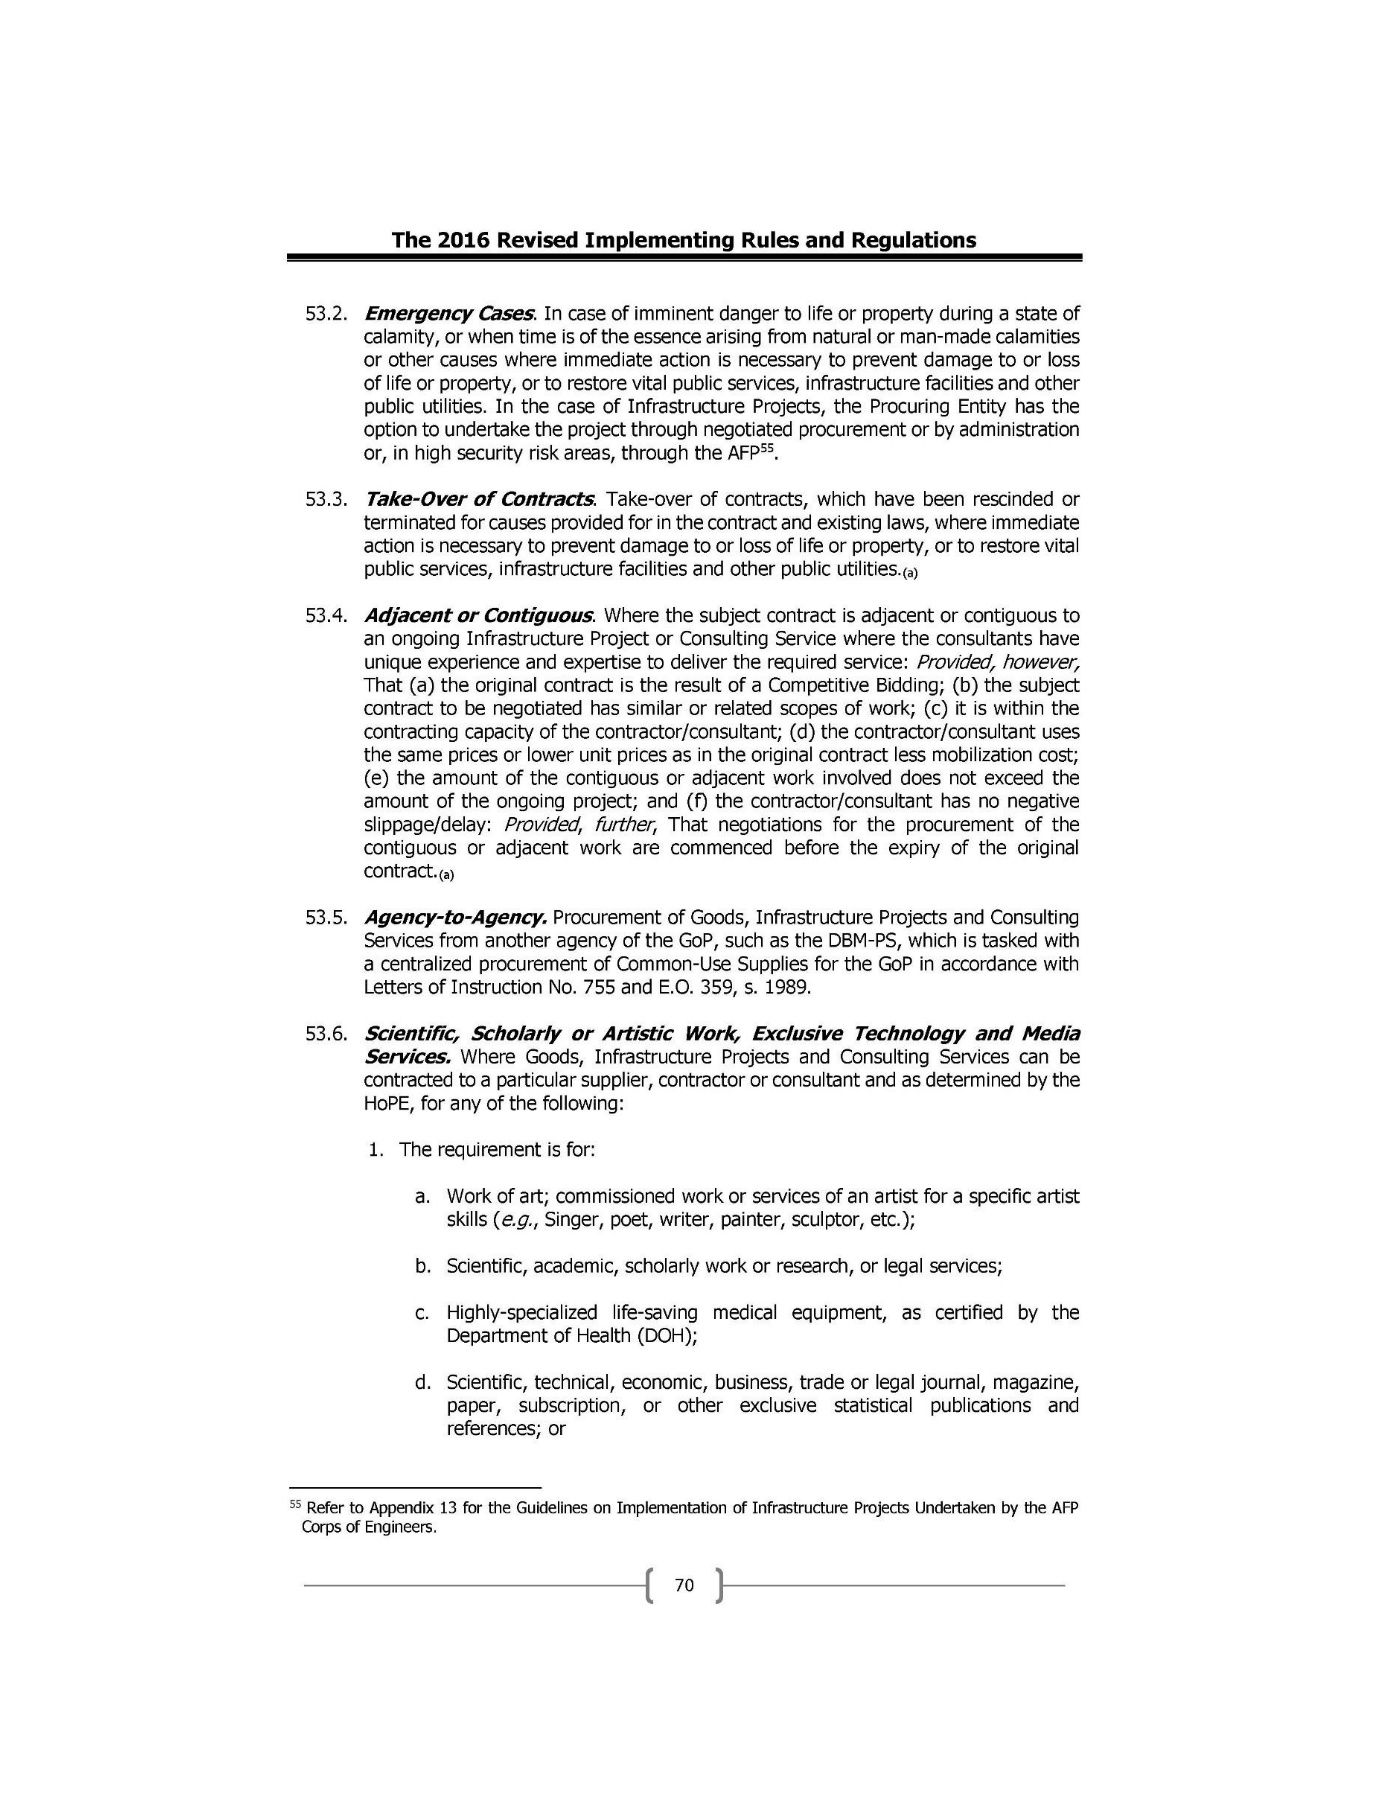 The 2016 Revised Implementing Rules and Regulations
53.2. Emergency Cases. In case of imminent danger to life or property during a state of
calamity, or when time is of the essence arising from natural or man-made calamities
or other causes where immediate action is necessary to prevent damage to or loss
of life or property, or to restore vital public services, infrastructure facilities and other
public utilities. In the case of Infrastructure Projects, the Procuring Entity has the
option to undertake the project through negotiated procurement or by administration
or, in high security risk areas, through the AFP55.
53.3. Take-Over of Contracts. Take-over of contracts, which have been rescinded or
terminated for causes provided for in the contract and existing laws, where immediate
action is necessary to prevent damage to or loss of life or property, or to restore vital
public services, infrastructure facilities and other public utilities.(a)
53.4. Adjacent or Contiguous. Where the subject contract is adjacent or contiguous to
an ongoing Infrastructure Project or Consulting Service where the consultants have
unique experience and expertise to deliver the required service: Provided, however,
That (a) the original contract is the result of a Competitive Bidding; (b) the subject
contract to be negotiated has similar or related scopes of work; (c) it is within the
contracting capacity of the contractor/consultant; (d) the contractor/consultant uses
the same prices or lower unit prices as in the original contract less mobilization cost;
(e) the amount of the contiguous or adjacent work involved does not exceed the
amount of the ongoing project; and (f) the contractor/consultant has no negative
slippage/delay: Provided, further, That negotiations for the procurement of the
contiguous or adjacent work are commenced before the expiry of the original
contract.(a)
53.5. Agency-to-Agency. Procurement of Goods, Infrastructure Projects and Consulting
Services from another agency of the GoP, such as the DBM-PS, which is tasked with
a centralized procurement of Common-Use Supplies for the GoP in accordance with
Letters of Instruction No. 755 and E.O. 359, s. 1989.
53.6. Scientific, Scholarly or Artistic Work, Exclusive Technology and Media
Services. Where Goods, Infrastructure Projects and Consulting Services can be
contracted to a particular supplier, contractor or consultant and as determined by the
HoPE, for any of the following:
1. The requirement is for:
a. Work of art; commissioned work or services of an artist for a specific artist
skills (e.g., Singer, poet, writer, painter, sculptor, etc.);
b. Scientific, academic, scholarly work or research, or legal services;
c. Highly-specialized life-saving medical equipment, as certified by the
Department of Health (DOH);
d. Scientific, technical, economic, business, trade or legal journal, magazine,
paper, subscription, or other exclusive statistical publications and
references; or
55 Refer to Appendix 13 for the Guidelines on Implementation of Infrastructure Projects Undertaken by the AFP
Corps of Engineers.
70